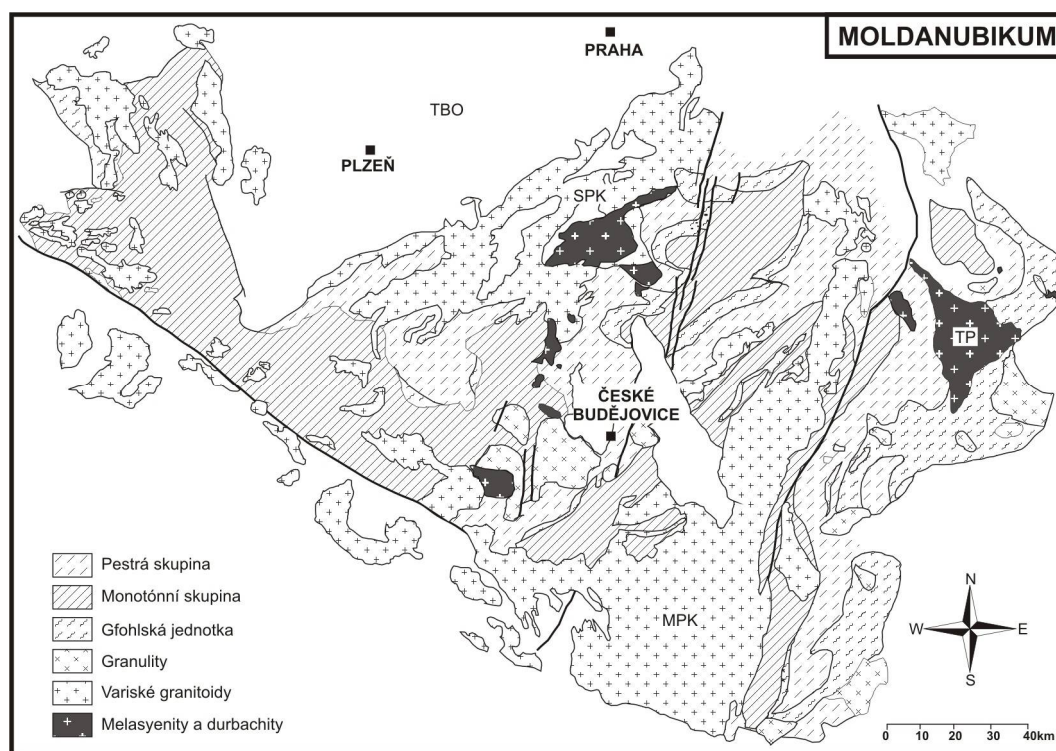 MOLDANUBIKUM
PRAHA
TBO
PLZEŇ
SPK
TP
ČESKÉ
BUDĚJOVICE
MPK
Pestrá skupina
Monotónní skupina
Gfohlská jednotka
Granulity
Variské granitoidy
Melasyenity a durbachity
N
W E
S
0 10 20 30 40km